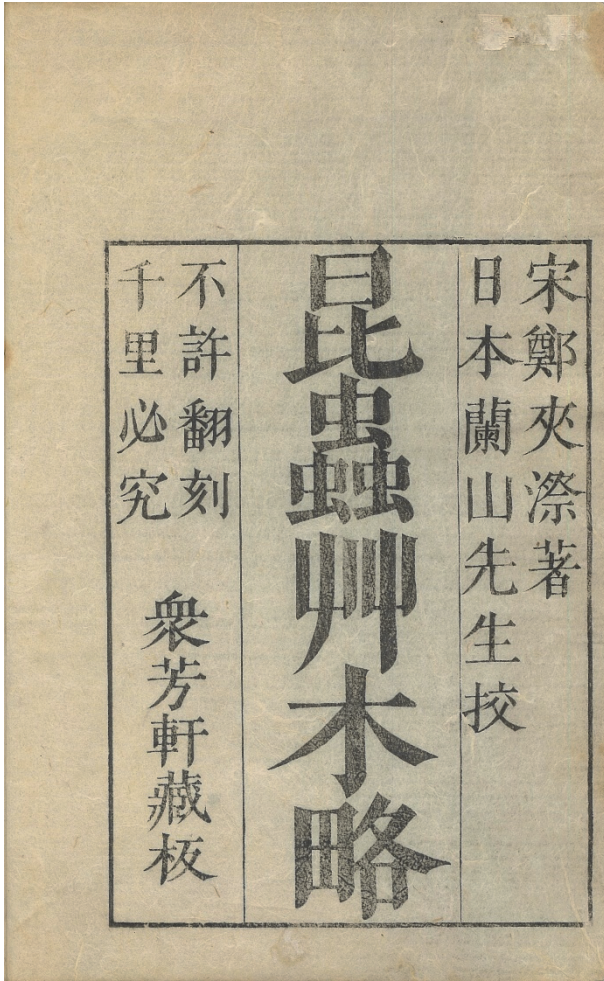 宋鄭夾漈著
日本蘭山先生挍
昆蟲艸木略
不許翻刻
千里必究
衆芳軒藏板